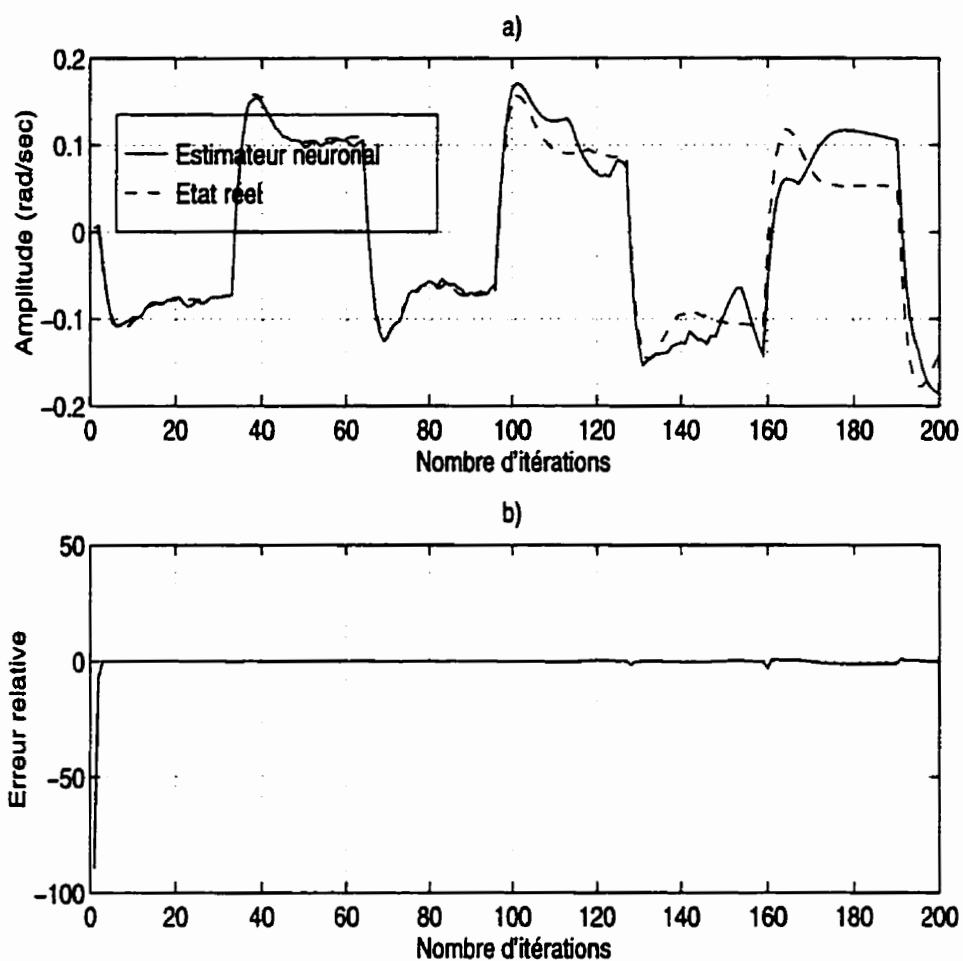 a)
0.2
0.1
0
−0.1
−0.2
Amplitude (rad/sec)
Estimateur neuronal
Etat réel
0 20 40 60 80 100 120 140 160 180 200
Nombre d'itérations
b)
50
0
−50
−100
Erreur relative
0 20 40 60 80 100 120 140 160 180 200
Nombre d'itérations